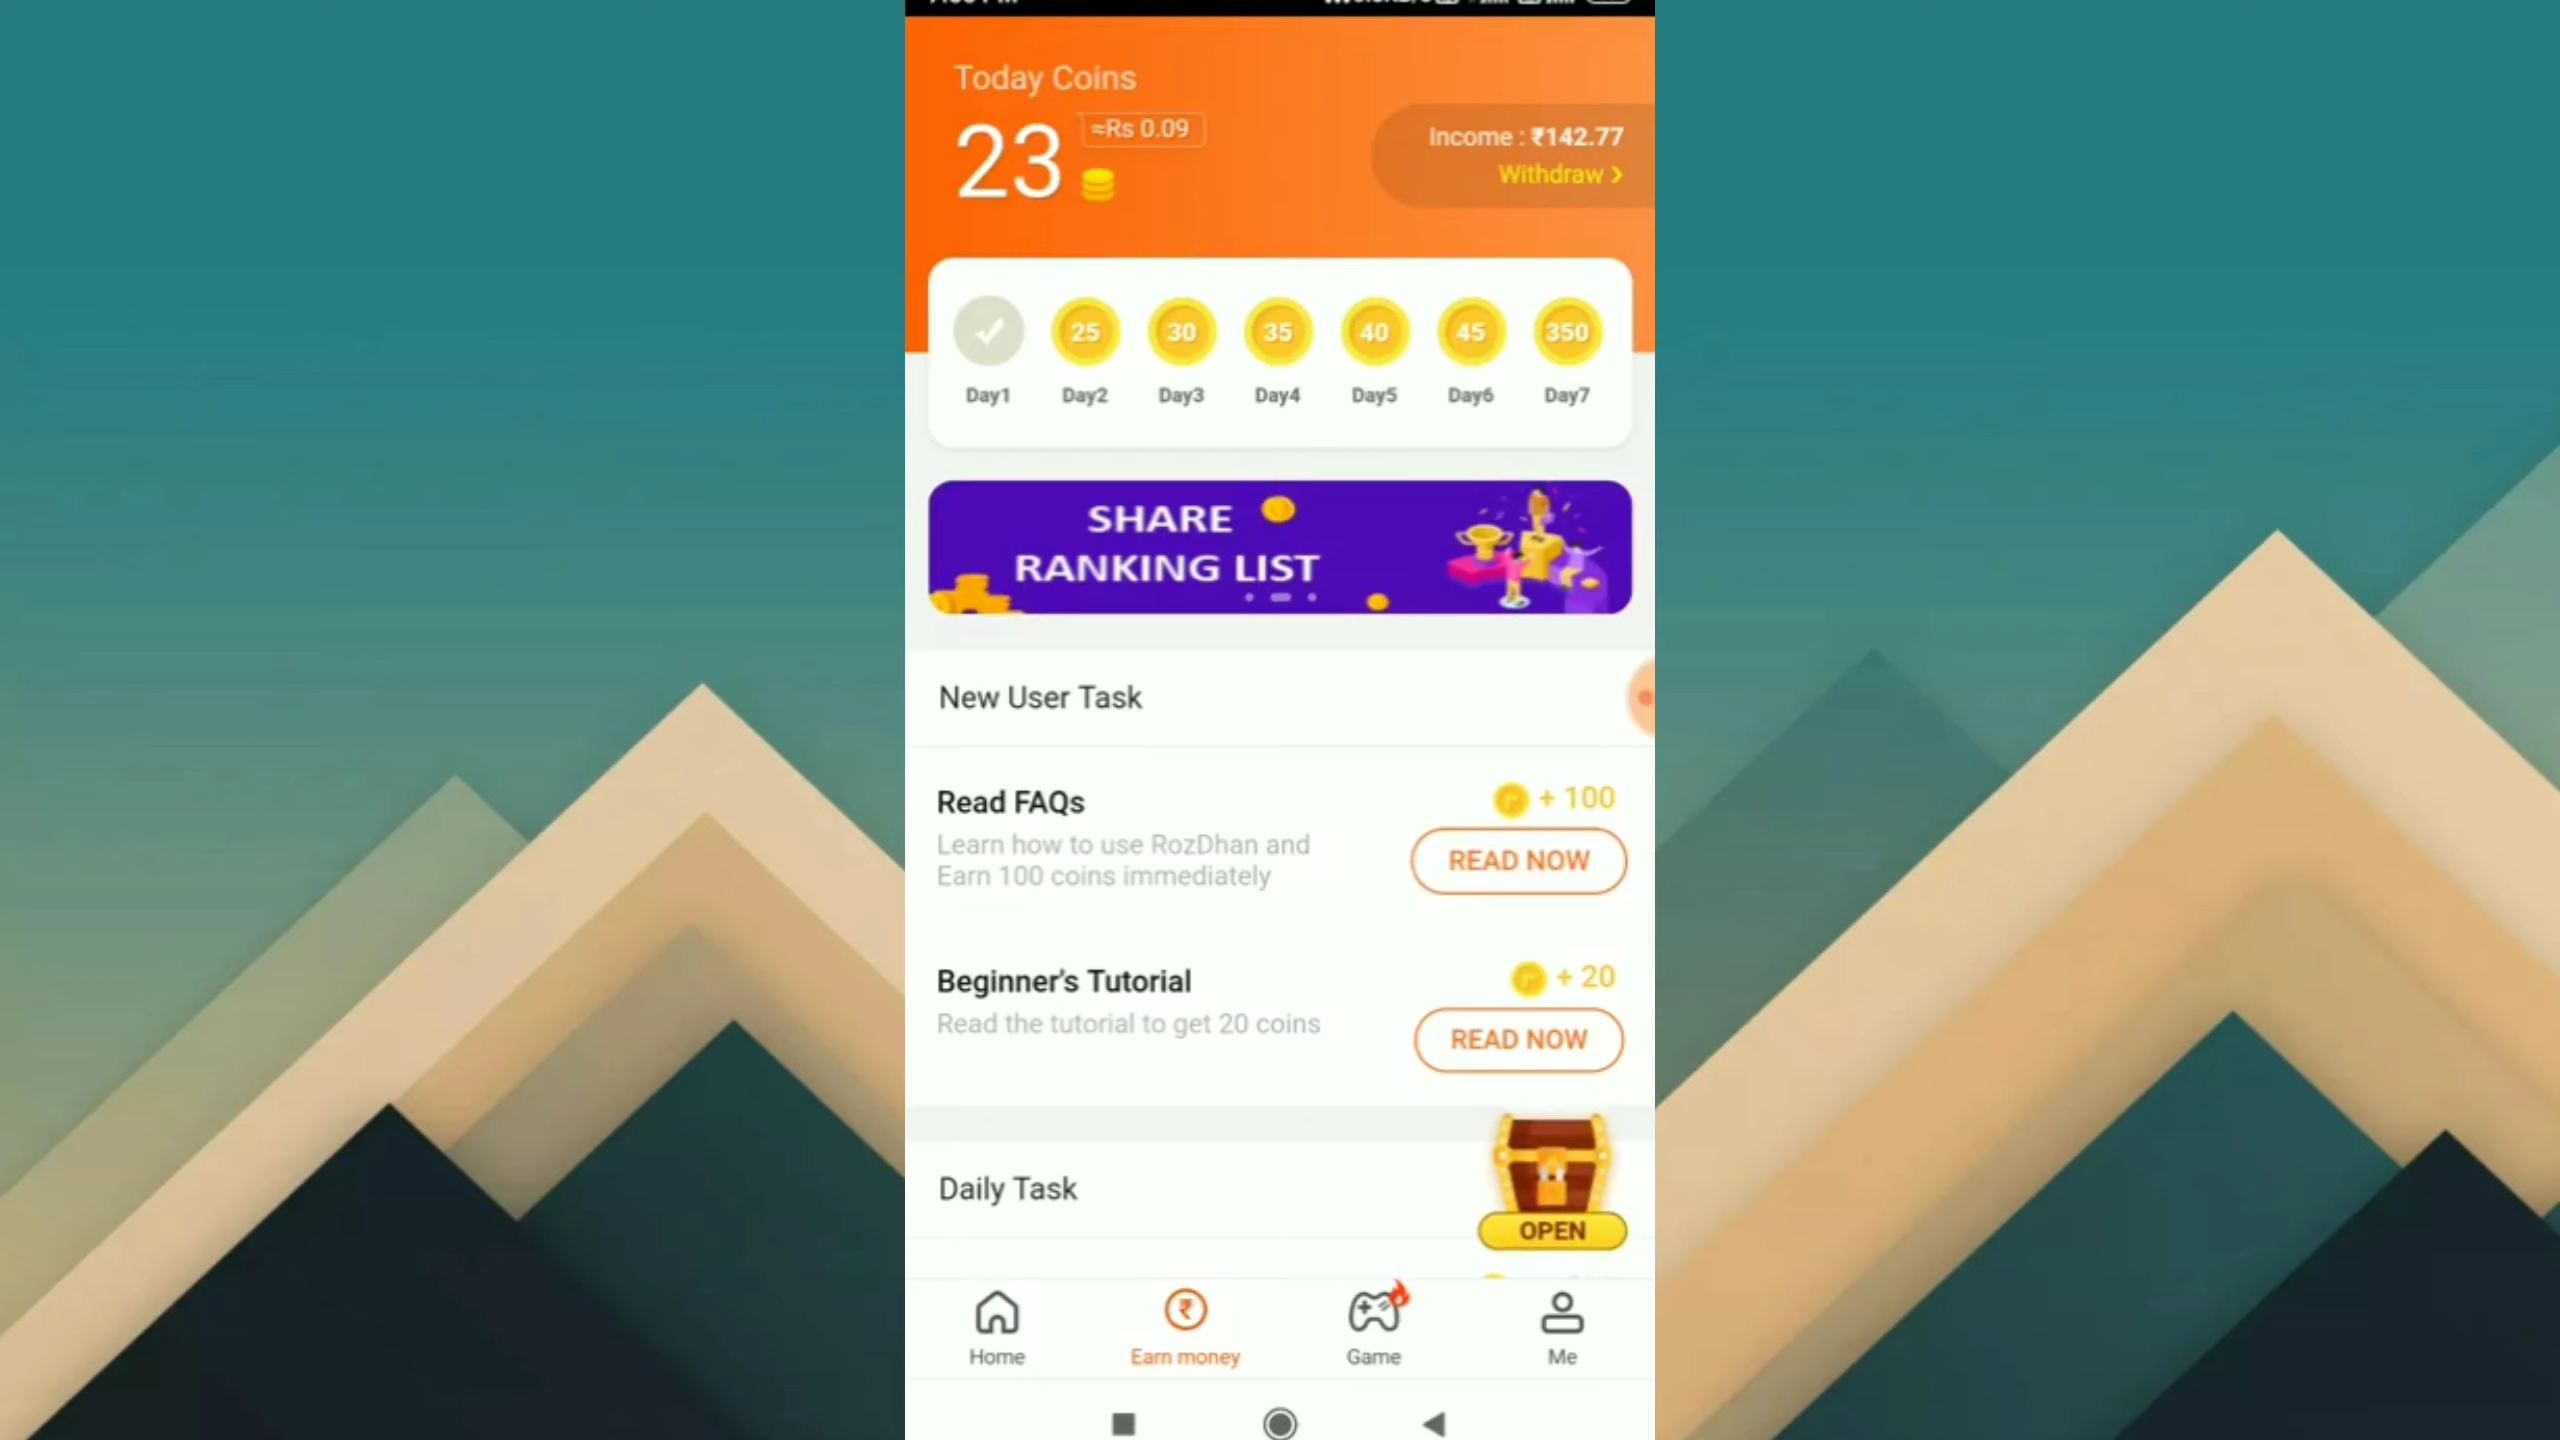 Today Coins
23
≈Rs 0.09
Income : ₹142.77
Withdraw
25
30
35
40
45
350
Day1
Day2
Day3
Day4
Day5
Day6
Day7
SHARE
RANKING LIST
New User Task
Read FAQs
+ 100
Learn how to use RozDhan and
Earn 100 coins immediately
READ NOW
Beginner's Tutorial
+ 20
Read the tutorial to get 20 coins
READ NOW
Daily Task
OPEN
Home
Earn money
Game
Me